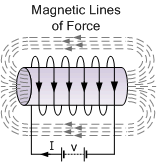 Magnetic Lines
of Force
I
V